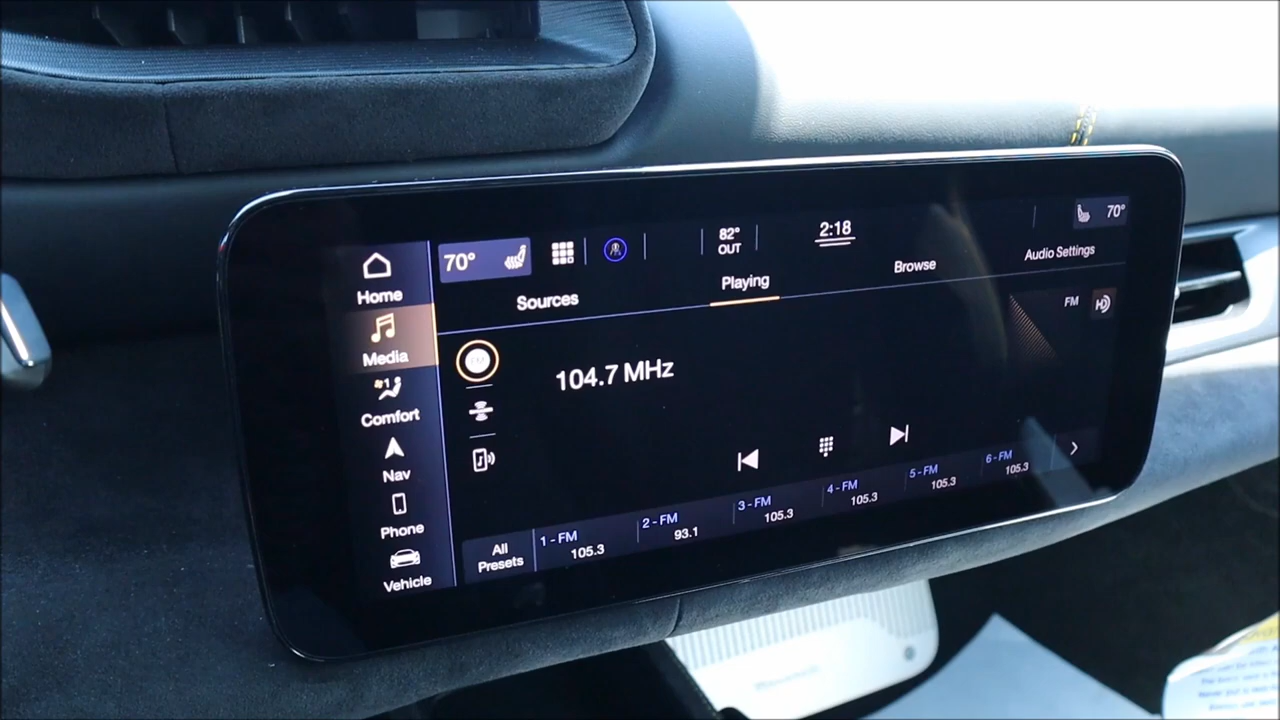 70°
82°
OUT
2:18
70°
Home
Media
1
Comfort
Nav
Phone
Vehicle
Sources
Playing
Browse
Audio Settings
FM
HD
104.7 MHz
All
Presets
1 - FM
105.3
2 - FM
93.1
3 - FM
105.3
4 - FM
105.3
5 - FM
105.3
6 - FM
105.3